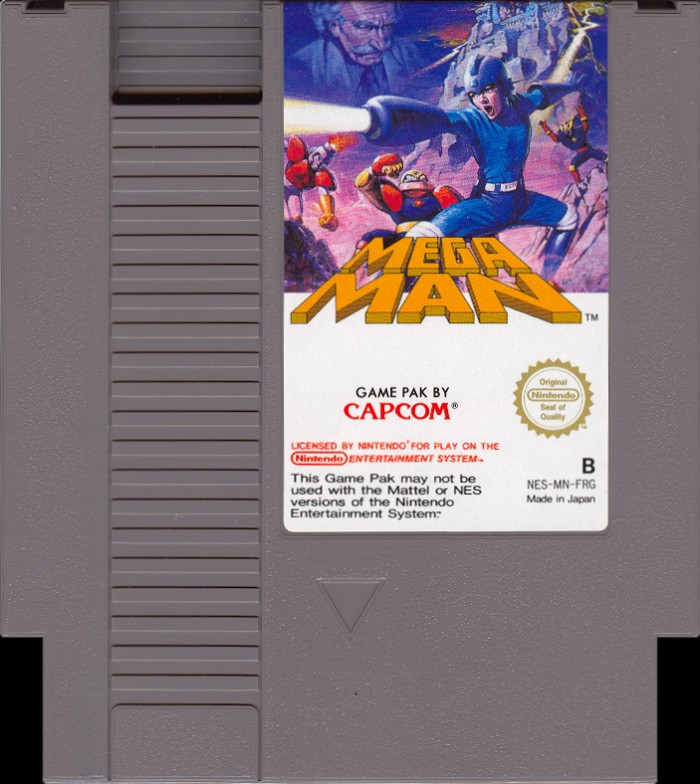 MEGA
MAN™
GAME PAK BY
CAPCOM®
Original
Nintendo
Seal of
Quality
™
LICENSED BY NINTENDO® FOR PLAY ON THE
Nintendo ENTERTAINMENT SYSTEM™
This Game Pak may not be
used with the Mattel or NES
versions of the Nintendo
Entertainment System™
B
NES-MN-FRG
Made in Japan